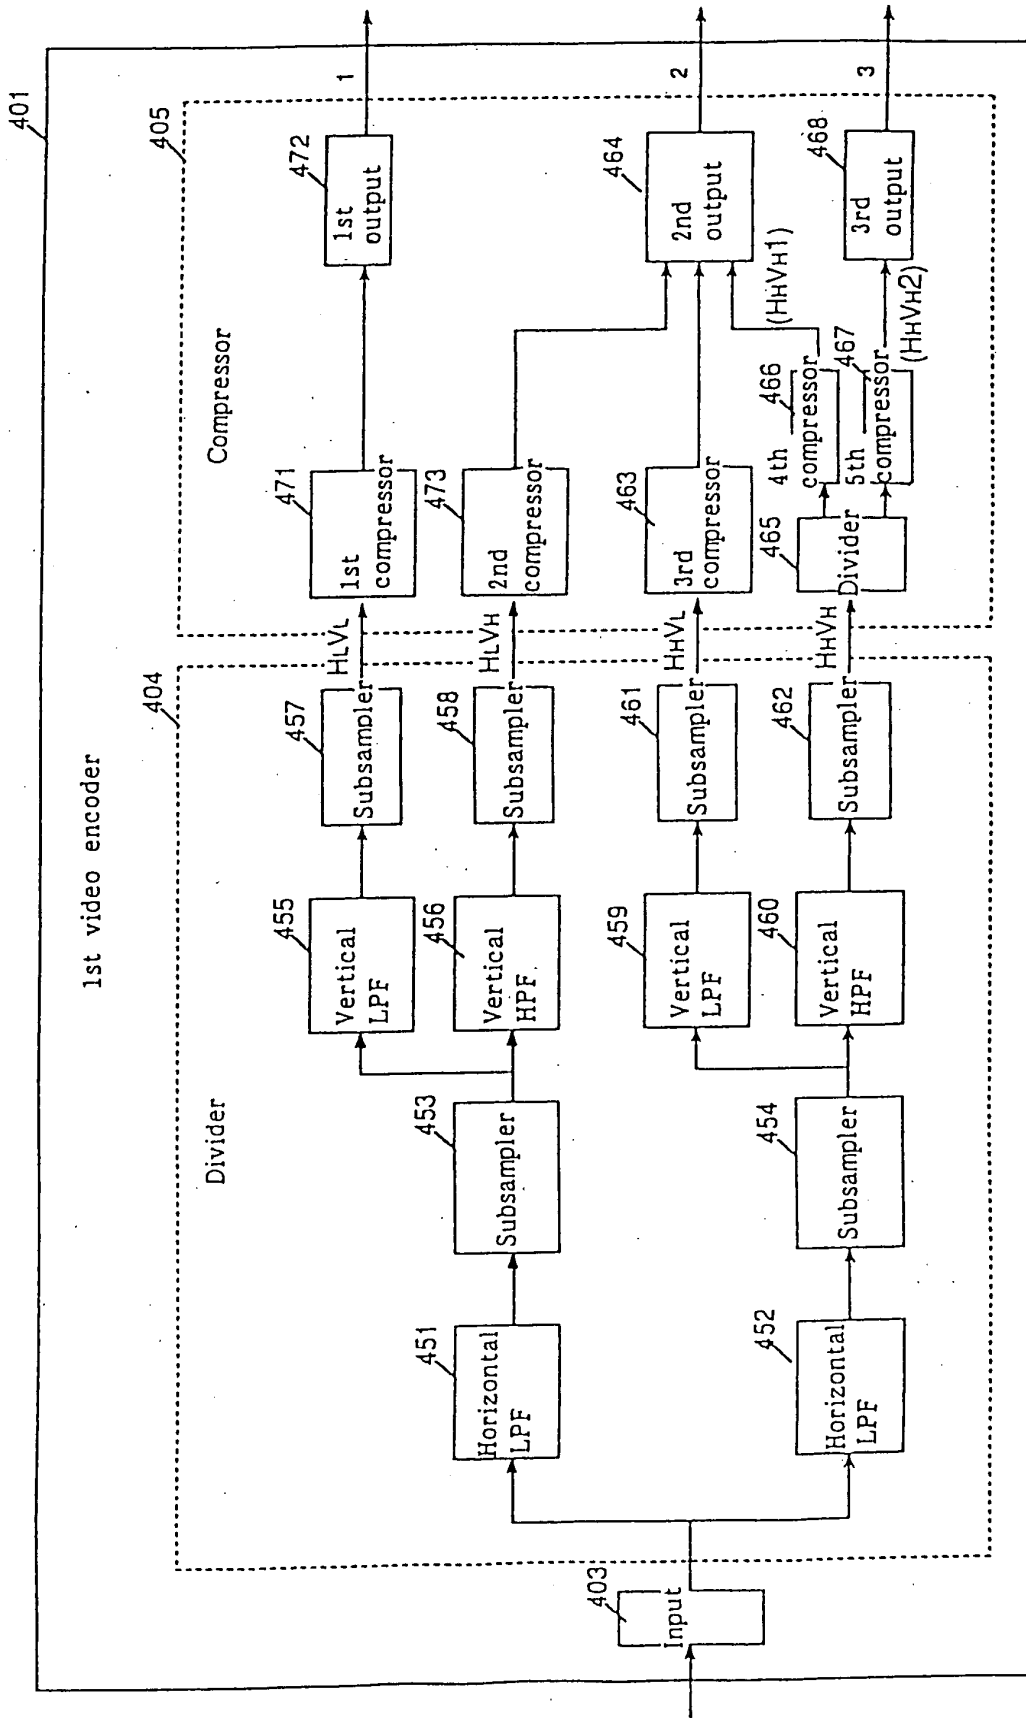 1st video encoder
401
404
Divider
405
Compressor
403
Input
451
Horizontal
LPF
453
Subsampler
455
Vertical
LPF
457
Subsampler
HLVL
471
1st
compressor
472
1st
output
1
456
Vertical
HPF
458
Subsampler
HLVH
473
2nd
compressor
464
2nd
output
2
452
Horizontal
LPF
454
Subsampler
459
Vertical
LPF
461
Subsampler
HHVL
463
3rd
compressor
460
Vertical
HPF
462
Subsampler
HHVH
465
Divider
466
4th
compressor
(HHVH1)
467
5th
compressor
(HHVH2)
468
3rd
output
3